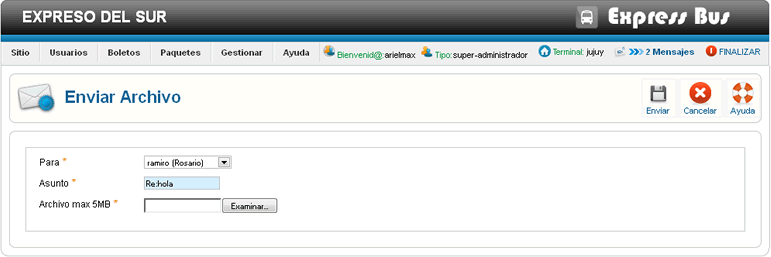 EXPRESO DEL SUR
Express Bus
Sitio Usuarios Boletos Paquetes Gestionar Ayuda Bienvenid@:arielmax Tipo:super-administrador Terminal: jujuy 2 Mensajes FINALIZAR
Enviar Archivo
Enviar Cancelar Ayuda
Para * ramiro (Rosario)
Asunto * Re:hola
Archivo max 5MB * Examinar...